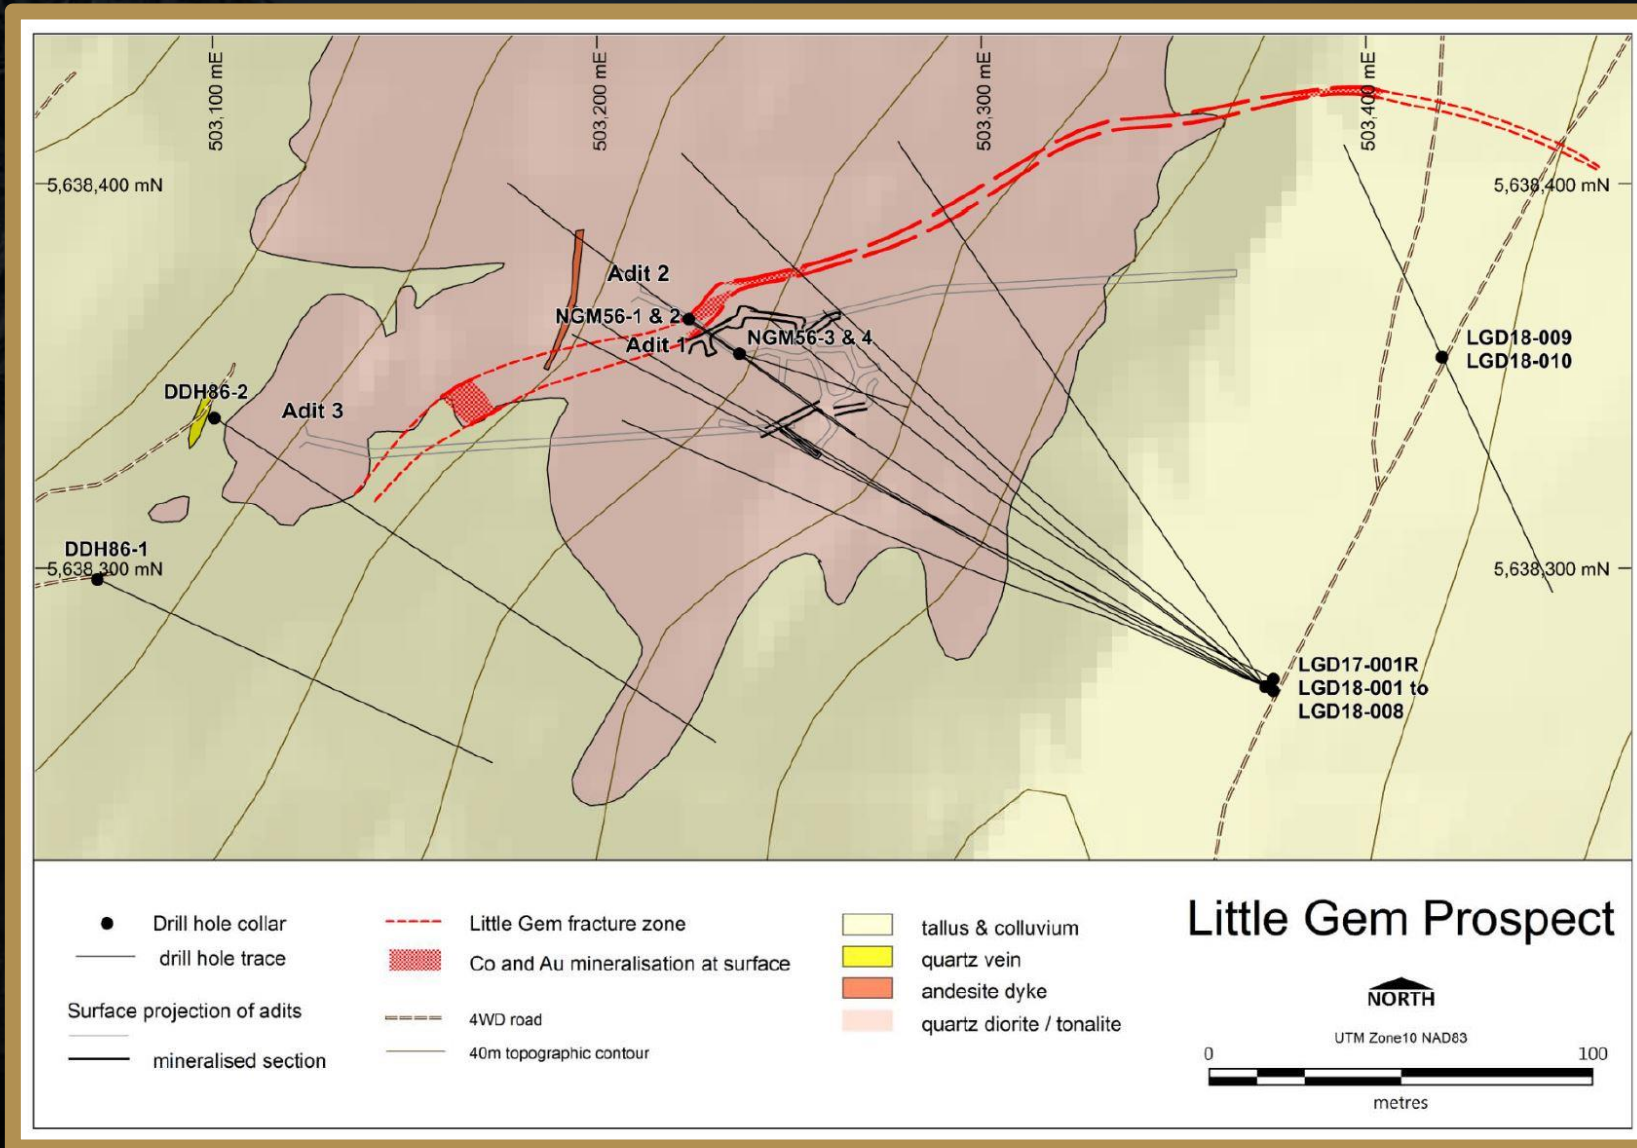 503,100 mE
503,200 mE
503,300 mE
503,400 mE
5,638,400 mN
5,638,400 mN
Adit 2
NGM56-1 & 2
Adit 1
NGM56-3 & 4
LGD18-009
LGD18-010
DDH86-2
Adit 3
DDH86-1
5,638,300 mN
5,638,300 mN
LGD17-001R
LGD18-001 to
LGD18-008
Drill hole collar
drill hole trace
Surface projection of adits
mineralised section
Little Gem fracture zone
Co and Au mineralisation at surface
4WD road
40m topographic contour
tallus & colluvium
quartz vein
andesite dyke
quartz diorite / tonalite
Little Gem Prospect
NORTH
UTM Zone10 NAD83
0 100
metres